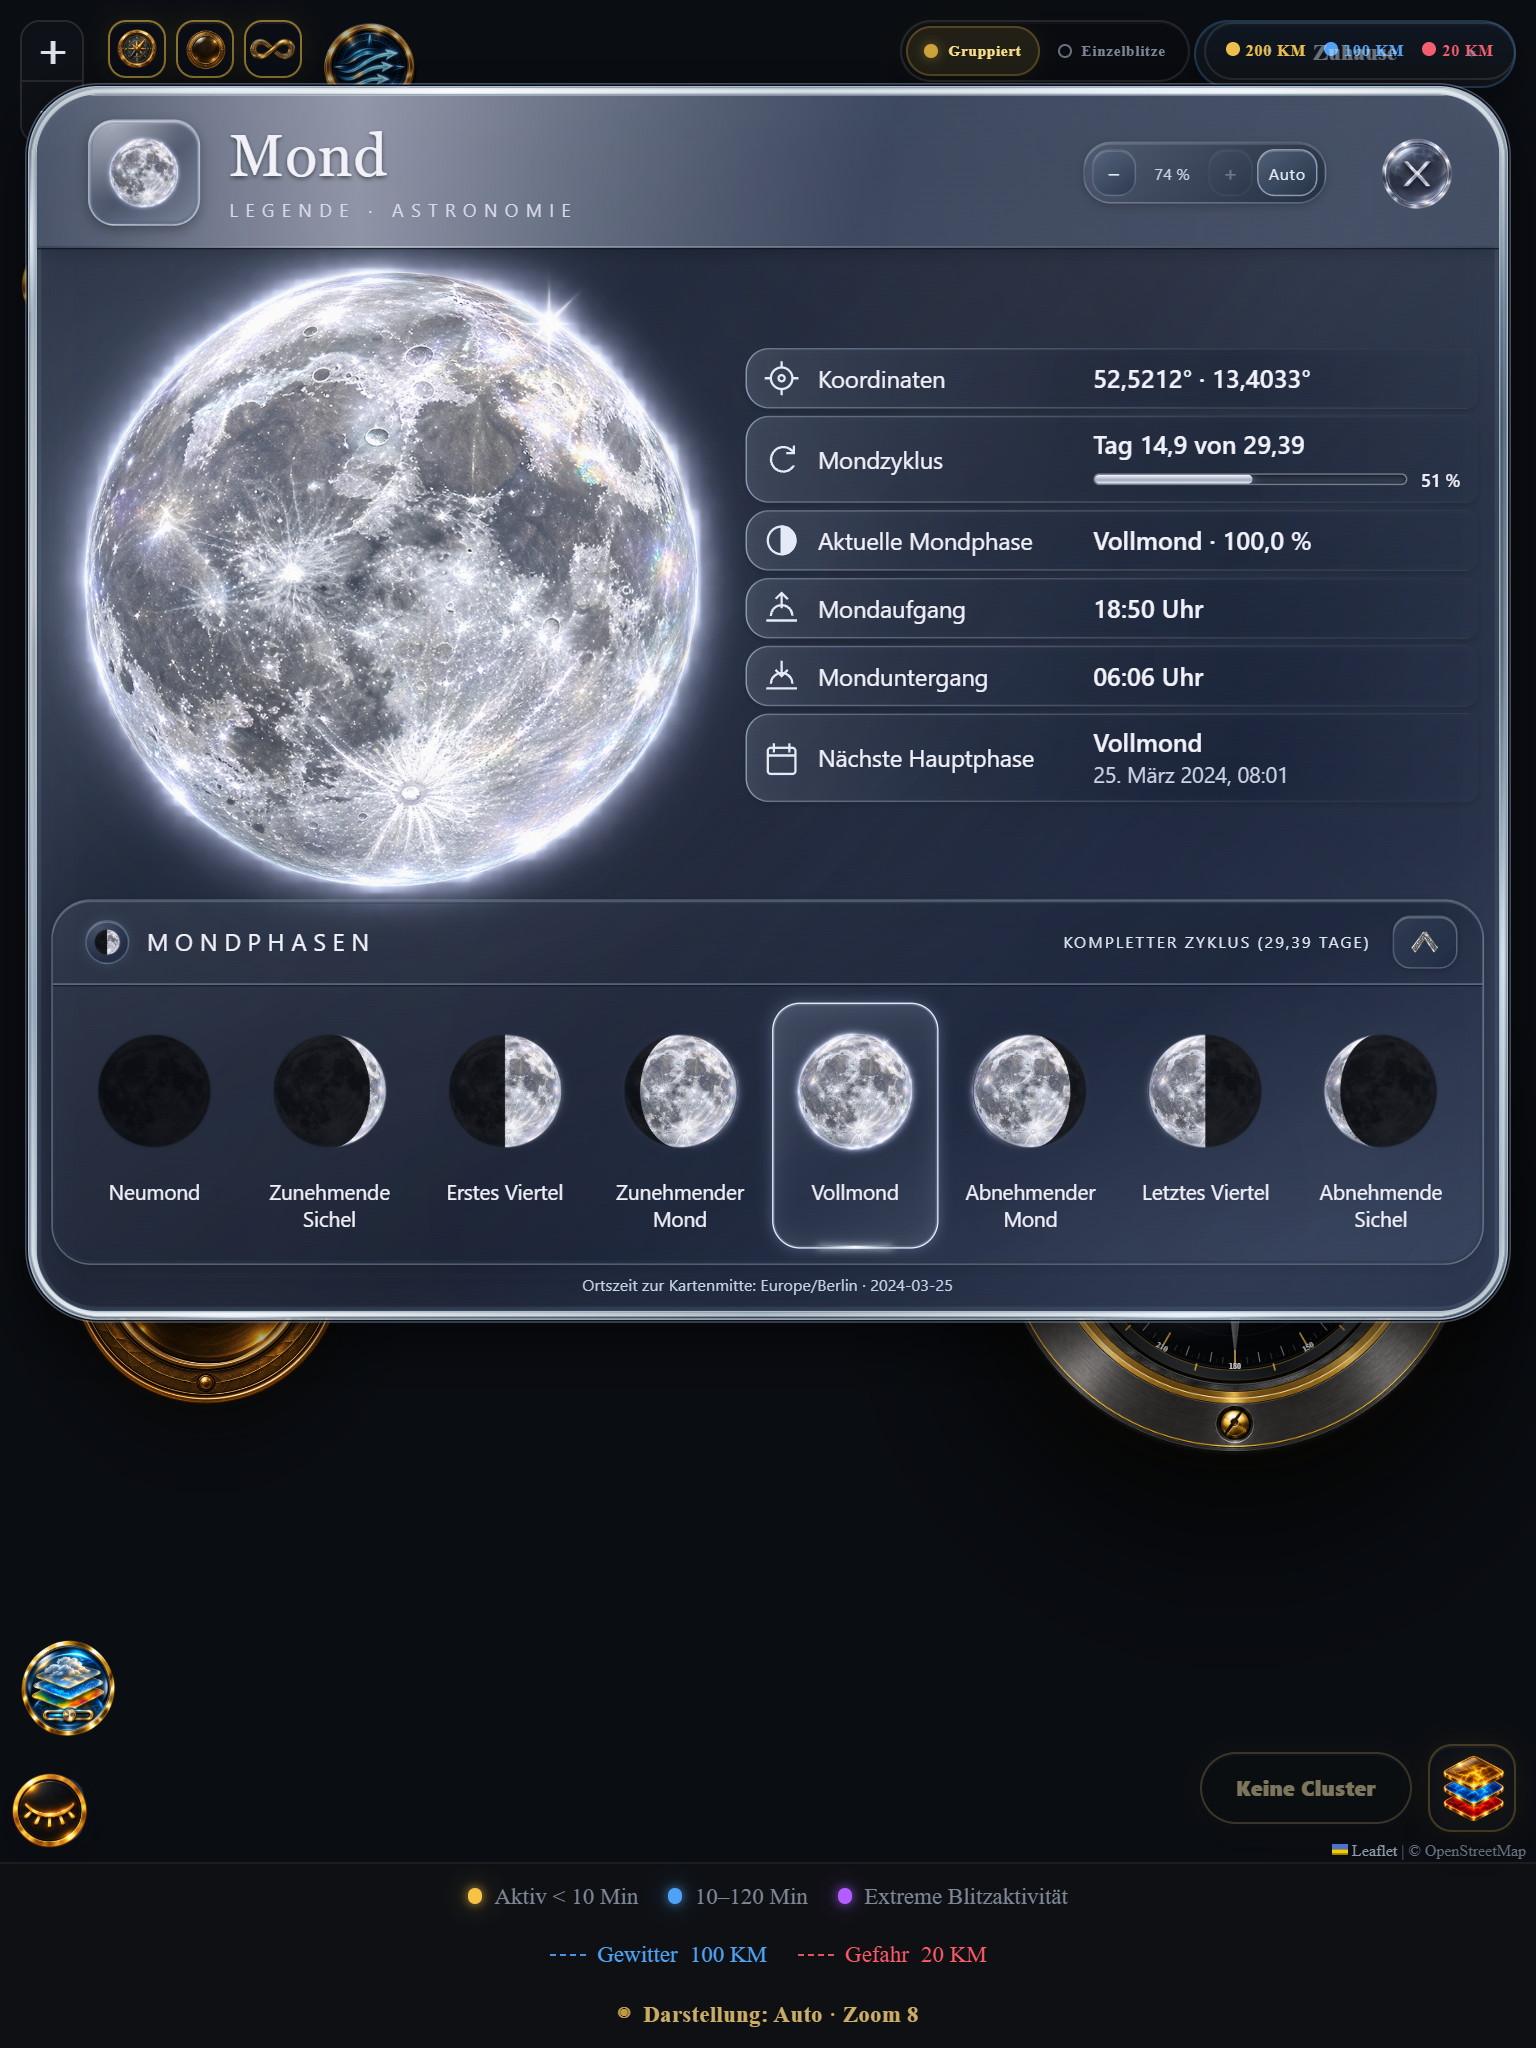 +
Gruppiert
Einzelblitze
200 KM
100 KM
20 KM
Zuhause
Mond
LEGENDE · ASTRONOMIE
− 74 % + Auto
Koordinaten 52,5212° · 13,4033°
Mondzyklus Tag 14,9 von 29,39
51 %
Aktuelle Mondphase Vollmond · 100,0 %
Mondaufgang 18:50 Uhr
Monduntergang 06:06 Uhr
Nächste Hauptphase Vollmond
25. März 2024, 08:01
MONDPHASEN
KOMPLETTER ZYKLUS (29,39 TAGE)
Neumond
Zunehmende
Sichel
Erstes Viertel
Zunehmender
Mond
Vollmond
Abnehmender
Mond
Letztes Viertel
Abnehmende
Sichel
Ortszeit zur Kartenmitte: Europe/Berlin · 2024-03-25
210
180
150
Keine Cluster
Leaflet | © OpenStreetMap
Aktiv < 10 Min
10–120 Min
Extreme Blitzaktivität
Gewitter 100 KM
Gefahr 20 KM
Darstellung: Auto · Zoom 8